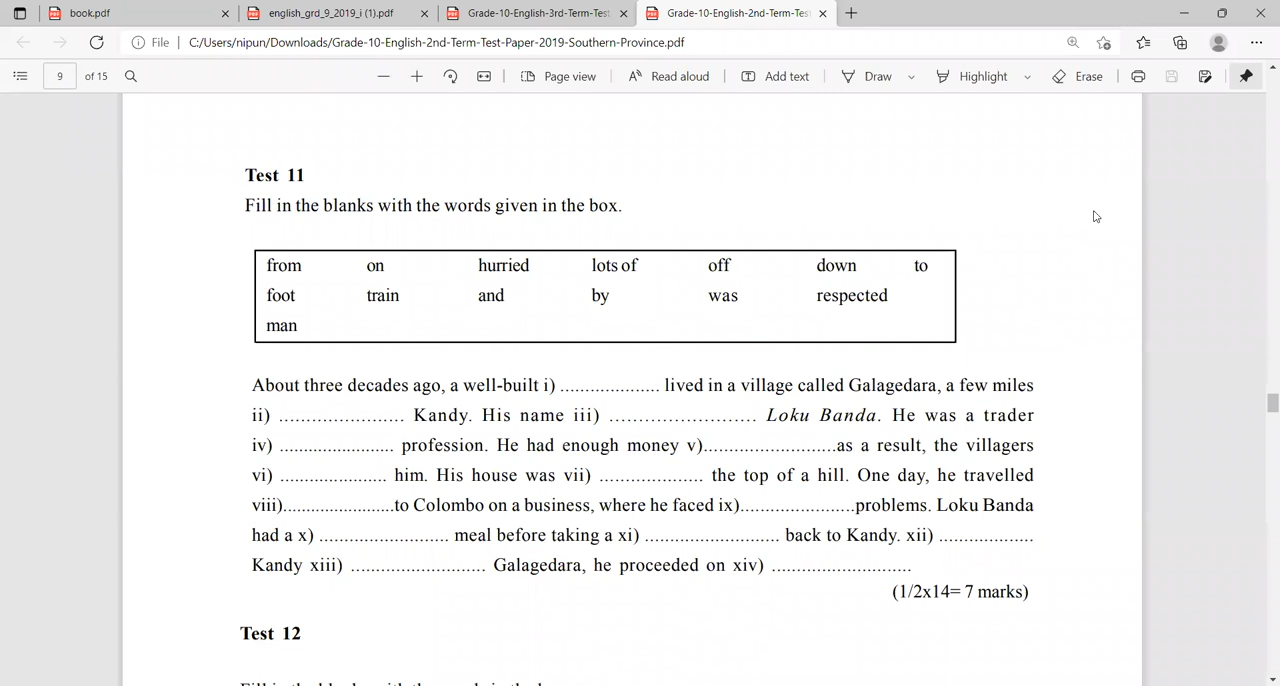 book.pdf
english_grd_9_2019_i (1).pdf
Grade-10-English-3rd-Term-Test
Grade-10-English-2nd-Term-Tes
File
C:/Users/nipun/Downloads/Grade-10-English-2nd-Term-Test-Paper-2019-Southern-Province.pdf
9 of 15
Page view
Read aloud
Add text
Draw
Highlight
Erase
Test 11
Fill in the blanks with the words given in the box.
from on hurried lots of off down to
foot train and by was respected
man
About three decades ago, a well-built i) .................... lived in a village called Galagedara, a few miles
ii) ....................... Kandy. His name iii) .......................... Loku Banda. He was a trader
iv) ....................... profession. He had enough money v)..........................as a result, the villagers
vi) ...................... him. His house was vii) ..................... the top of a hill. One day, he travelled
viii).......................to Colombo on a business, where he faced ix).......................problems. Loku Banda
had a x) .......................... meal before taking a xi) ........................... back to Kandy. xii) ...................
Kandy xiii) ........................... Galagedara, he proceeded on xiv) ............................
(1/2x14= 7 marks)
Test 12